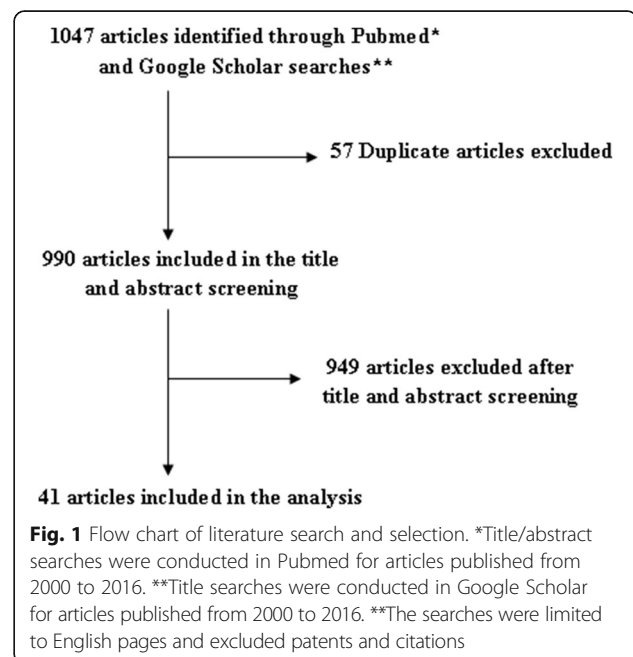 1047 articles identified through Pubmed*
and Google Scholar searches**
57 Duplicate articles excluded
990 articles included in the title
and abstract screening
949 articles excluded after
title and abstract screening
41 articles included in the analysis
Fig. 1 Flow chart of literature search and selection. *Title/abstract
searches were conducted in Pubmed for articles published from
2000 to 2016. **Title searches were conducted in Google Scholar
for articles published from 2000 to 2016. **The searches were limited
to English pages and excluded patents and citations